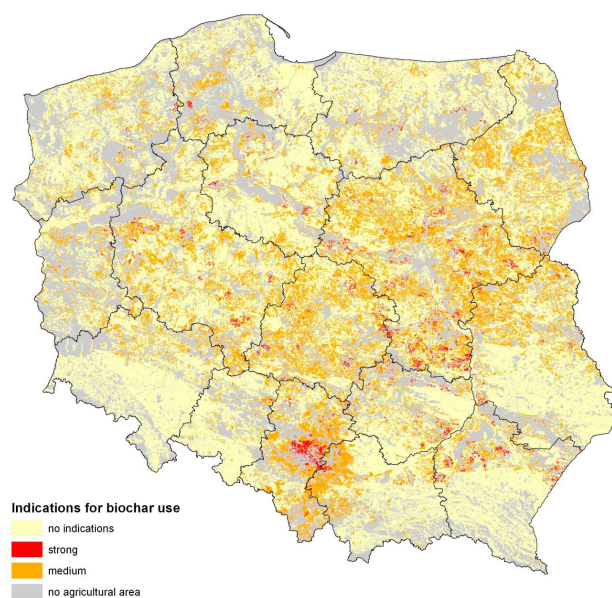 Indications for biochar use
no indications
strong
medium
no agricultural area